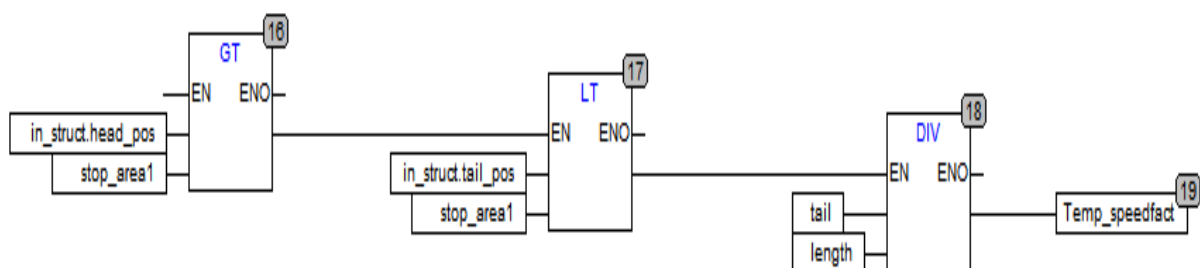 16
GT
EN ENO
in_struct.head_pos
stop_area1
17
LT
EN ENO
in_struct.tail_pos
stop_area1
18
DIV
EN ENO
tail
length
19
Temp_speedfact